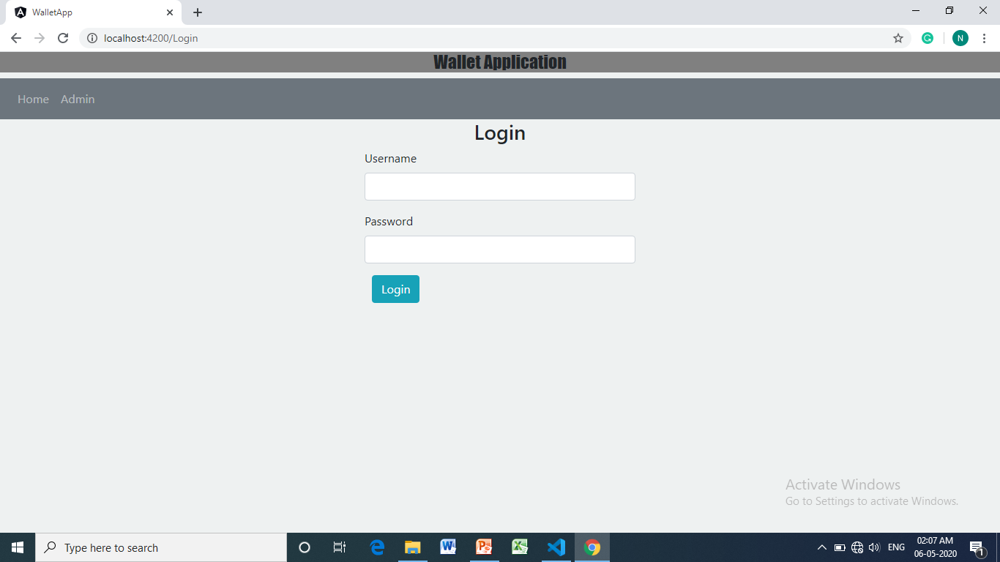 WalletApp
localhost:4200/Login
N
Wallet Application
Home Admin
Login
Username
Password
Login
Activate Windows
Go to Settings to activate Windows.
Type here to search
ENG
02:07 AM
06-05-2020
1